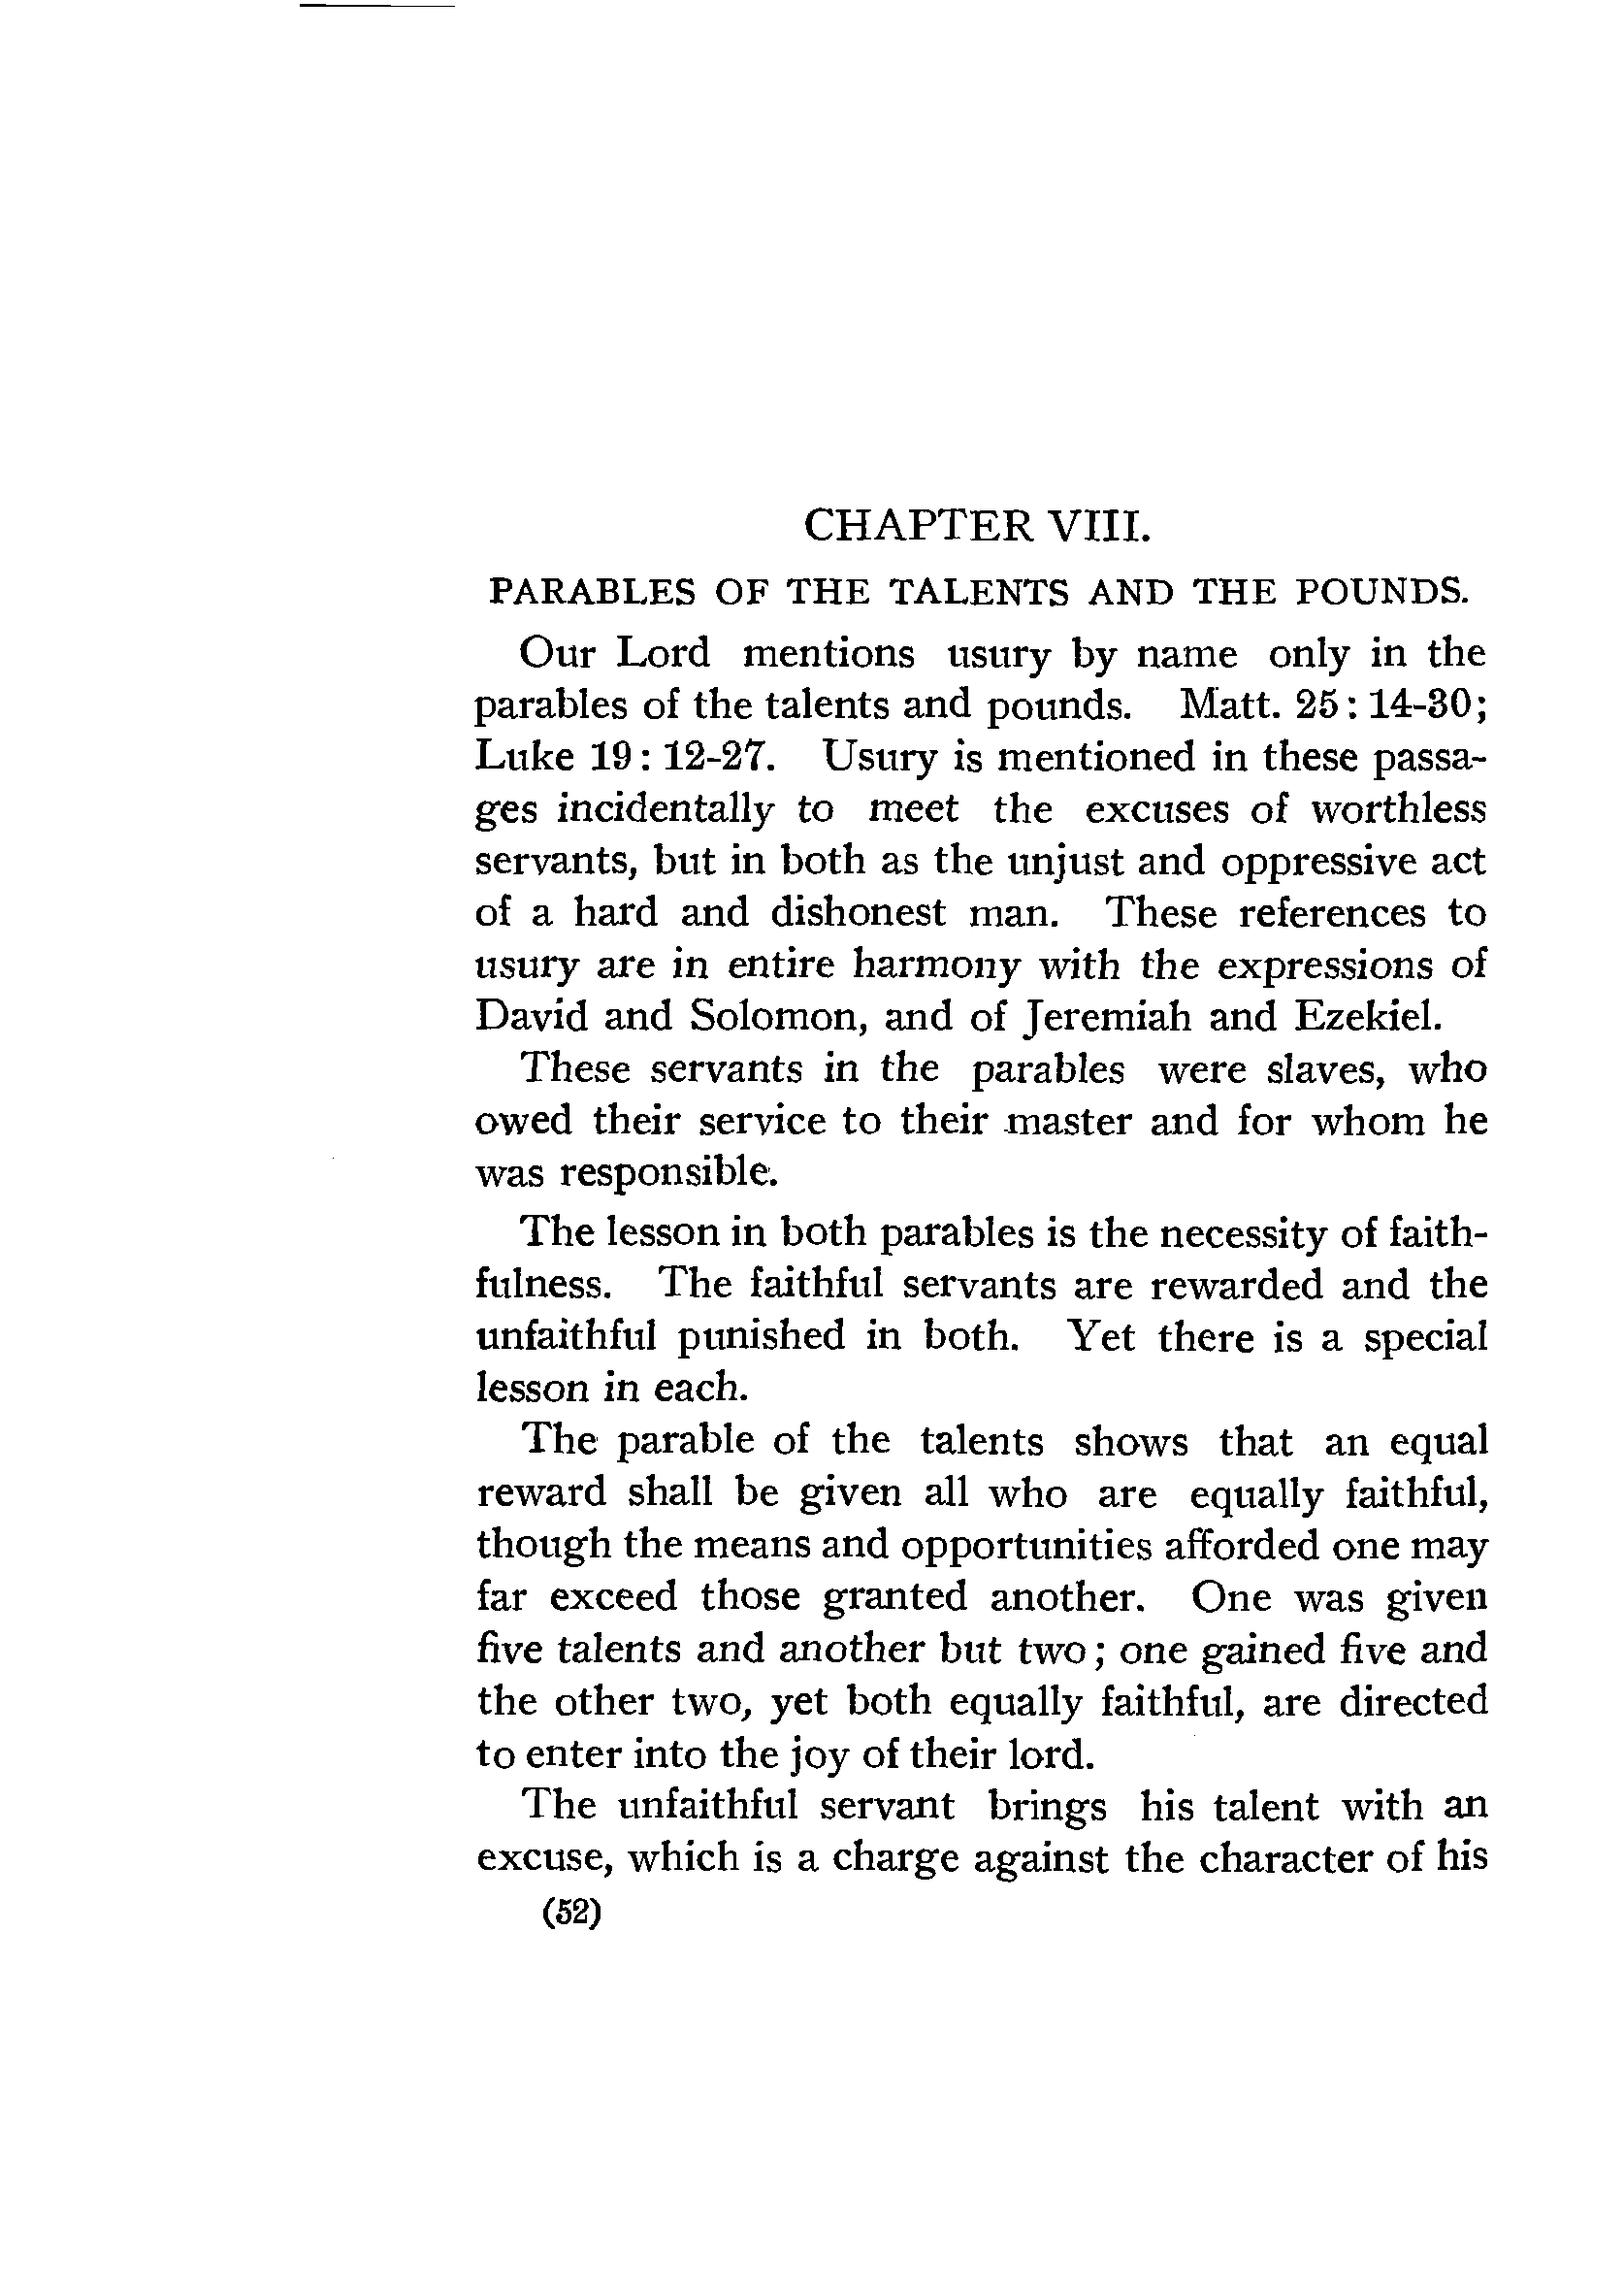 CHAPTER VIII.
PARABLES OF THE TALENTS AND THE POUNDS.
Our Lord mentions usury by name only in the
parables of the talents and pounds. Matt. 25: 14-30;
Luke 19: 12-27. Usury is mentioned in these passa-
ges incidentally to meet the excuses of worthless
servants, but in both as the unjust and oppressive act
of a hard and dishonest man. These references to
usury are in entire harmony with the expressions of
David and Solomon, and of Jeremiah and Ezekiel.
These servants in the parables were slaves, who
owed their service to their master and for whom he
was responsible.
The lesson in both parables is the necessity of faith-
fulness. The faithful servants are rewarded and the
unfaithful punished in both. Yet there is a special
lesson in each.
The parable of the talents shows that an equal
reward shall be given all who are equally faithful,
though the means and opportunities afforded one may
far exceed those granted another. One was given
five talents and another but two; one gained five and
the other two, yet both equally faithful, are directed
to enter into the joy of their lord.
The unfaithful servant brings his talent with an
excuse, which is a charge against the character of his
(52)